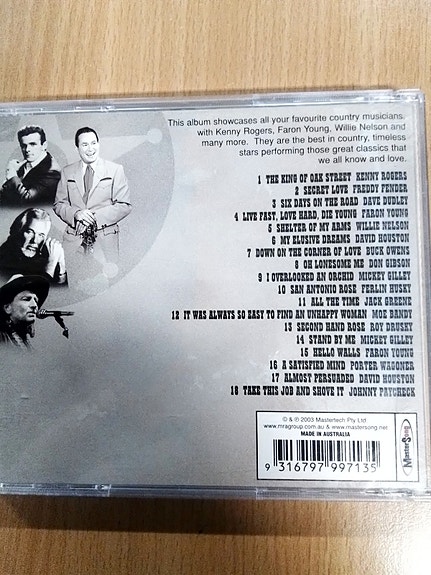 This album showcases all your favourite country musicians.
with Kenny Rogers, Faron Young, Willie Nelson and
many more. They are the best in country, timeless
stars performing those great classics that
we all know and love.
1 THE KING OF OAK STREET KENNY ROGERS
2 SECRET LOVE FREDDY FENDER
3 SIX DAYS ON THE ROAD DAVE DUDLEY
4 LIVE FAST, LOVE HARD, DIE YOUNG FARON YOUNG
5 SHELTER OF MY ARMS WILLIE NELSON
6 MY ELUSIVE DREAMS DAVID HOUSTON
7 DOWN ON THE CORNER OF LOVE BUCK OWENS
8 OH LONESOME ME DON GIBSON
9 I OVERLOOKED AN ORCHID MICKEY GILLEY
10 SAN ANTONIO ROSE FERLIN HUSKY
11 ALL THE TIME JACK GREENE
12 IT WAS ALWAYS SO EASY TO FIND AN UNHAPPY WOMAN MOE BANDY
13 SECOND HAND ROSE ROY DRUSKY
14 STAND BY ME MICKEY GILLEY
15 HELLO WALLS FARON YOUNG
16 A SATISFIED MIND PORTER WAGONER
17 ALMOST PERSUADED DAVID HOUSTON
18 TAKE THIS JOB AND SHOVE IT JOHNNY PAYCHECK
© & ℗ 2003 Mastertech Pty Ltd
www.mragroup.com.au & www.mastersong.net
MADE IN AUSTRALIA
9 316797 997135
MasterSong